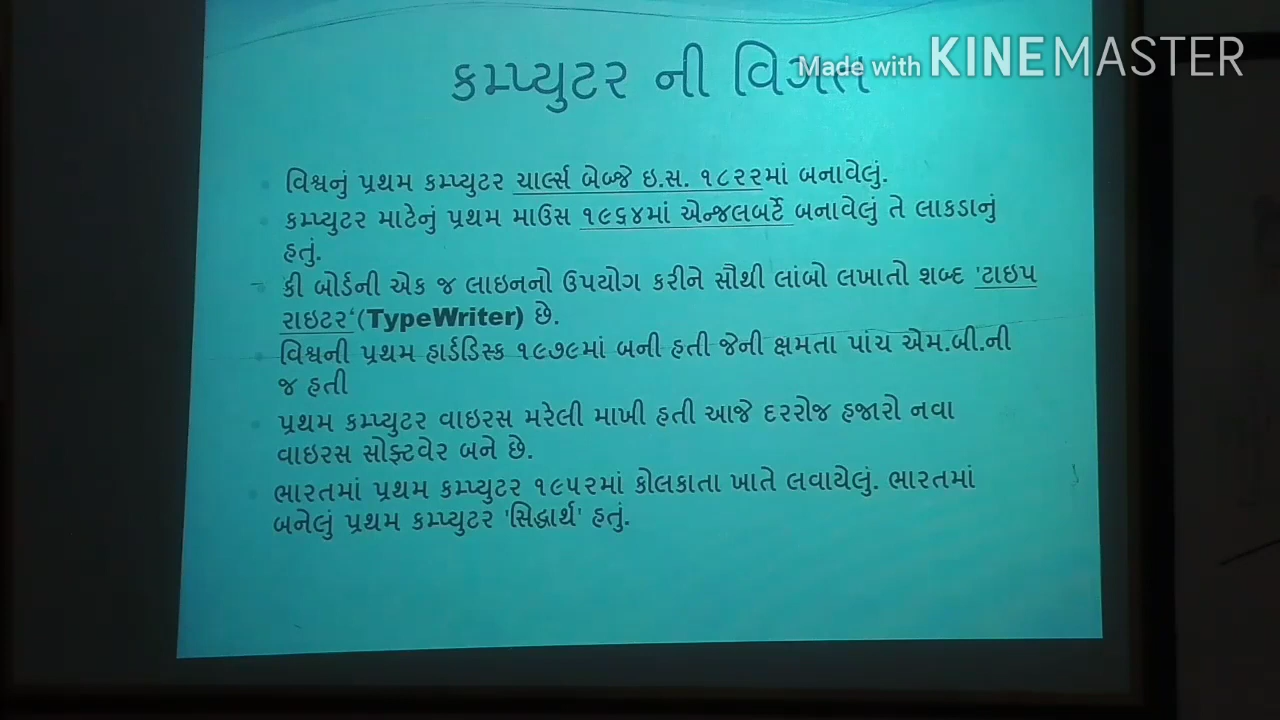 કમ્પ્યુટર ની વિગત
Made with KINEMASTER
વિશ્વનું પ્રથમ કમ્પ્યુટર ચાર્લ્સ બેબ્જે ઇ.સ. ૧૮૨૨માં બનાવેલું.
કમ્પ્યુટર માટેનું પ્રથમ માઉસ ૧૯૬૪માં એન્જલબર્ટે બનાવેલું તે લાકડાનું
હતું.
કી બોર્ડની એક જ લાઇનનો ઉપયોગ કરીને સૌથી લાંબો લખાતો શબ્દ 'ટાઇપ
રાઇટર‘(TypeWriter) છે.
વિશ્વની પ્રથમ હાર્ડડિસ્ક ૧૯૭૯માં બની હતી જેની ક્ષમતા પાંચ એમ.બી.ની
જ હતી
પ્રથમ કમ્પ્યુટર વાઇરસ મરેલી માખી હતી આજે દરરોજ હજારો નવા
વાઇરસ સોફ્ટવેર બને છે.
ભારતમાં પ્રથમ કમ્પ્યુટર ૧૯૫૨માં કોલકાતા ખાતે લવાયેલું. ભારતમાં
બનેલું પ્રથમ કમ્પ્યુટર 'સિદ્ધાર્થ' હતું.